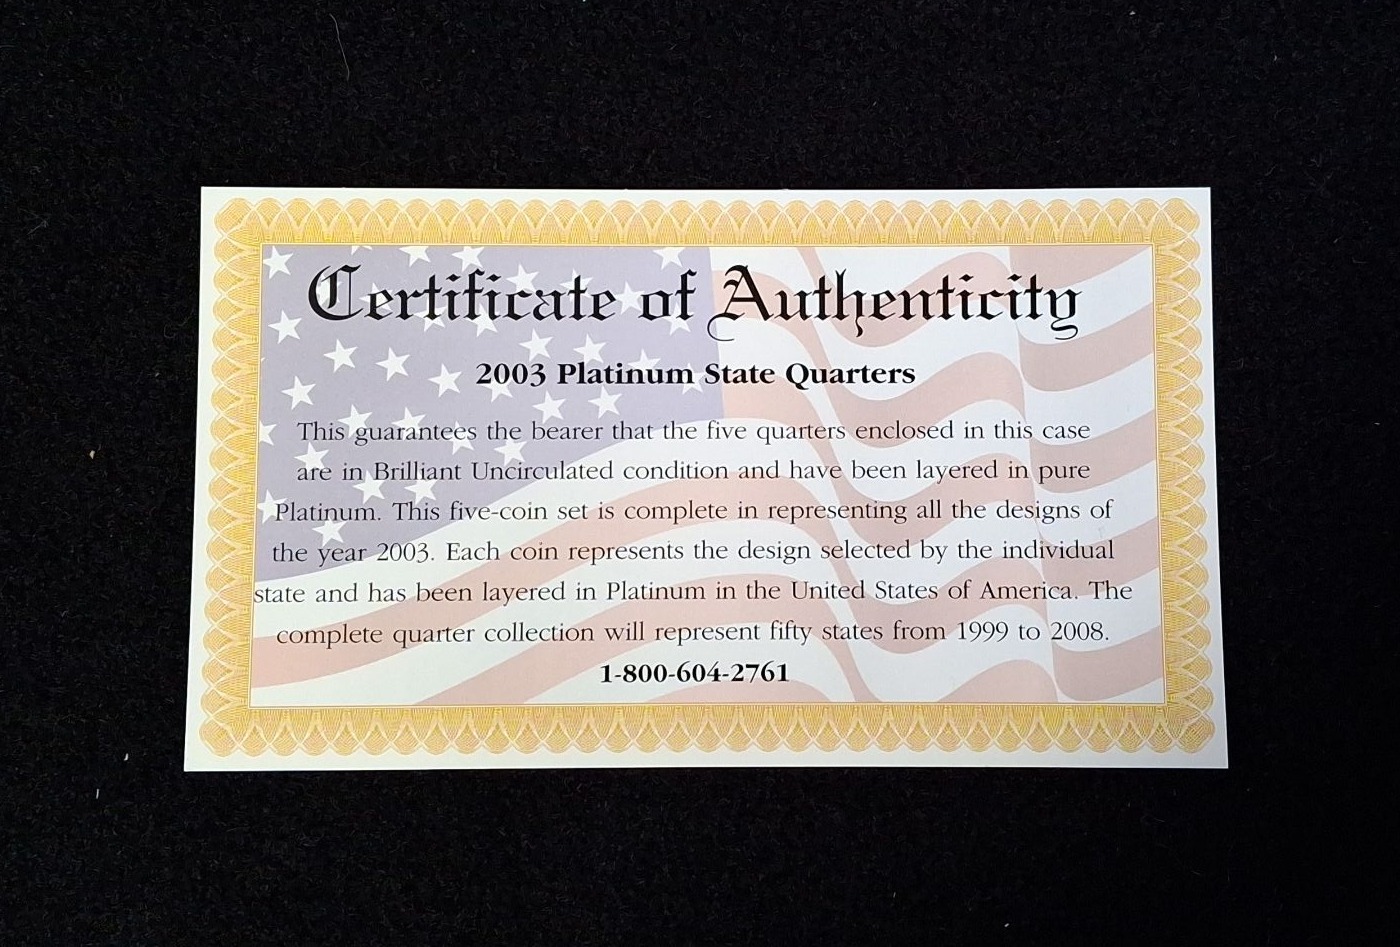 Certificate of Authenticity
2003 Platinum State Quarters
This guarantees the bearer that the five quarters enclosed in this case
are in Brilliant Uncirculated condition and have been layered in pure
Platinum. This five-coin set is complete in representing all the designs of
the year 2003. Each coin represents the design selected by the individual
state and has been layered in Platinum in the United States of America. The
complete quarter collection will represent fifty states from 1999 to 2008.
1-800-604-2761